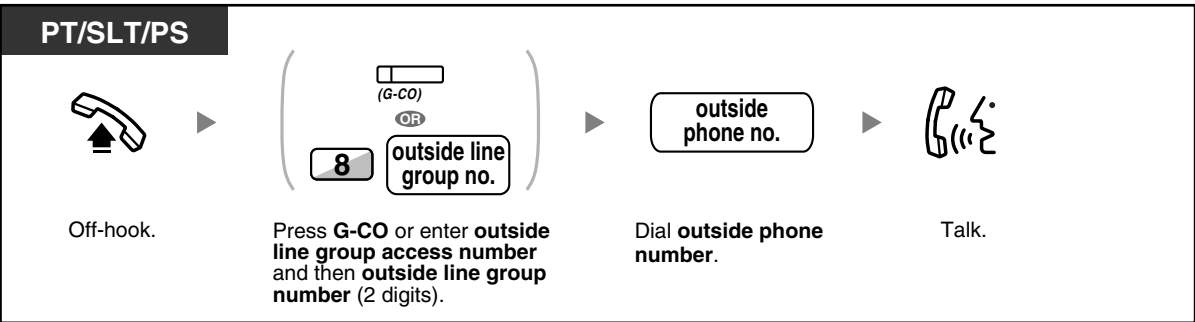 PT/SLT/PS
(G-CO)
OR
8
outside line
group no.
outside
phone no.
Off-hook.
Press G-CO or enter outside
line group access number
and then outside line group
number (2 digits).
Dial outside phone
number.
Talk.